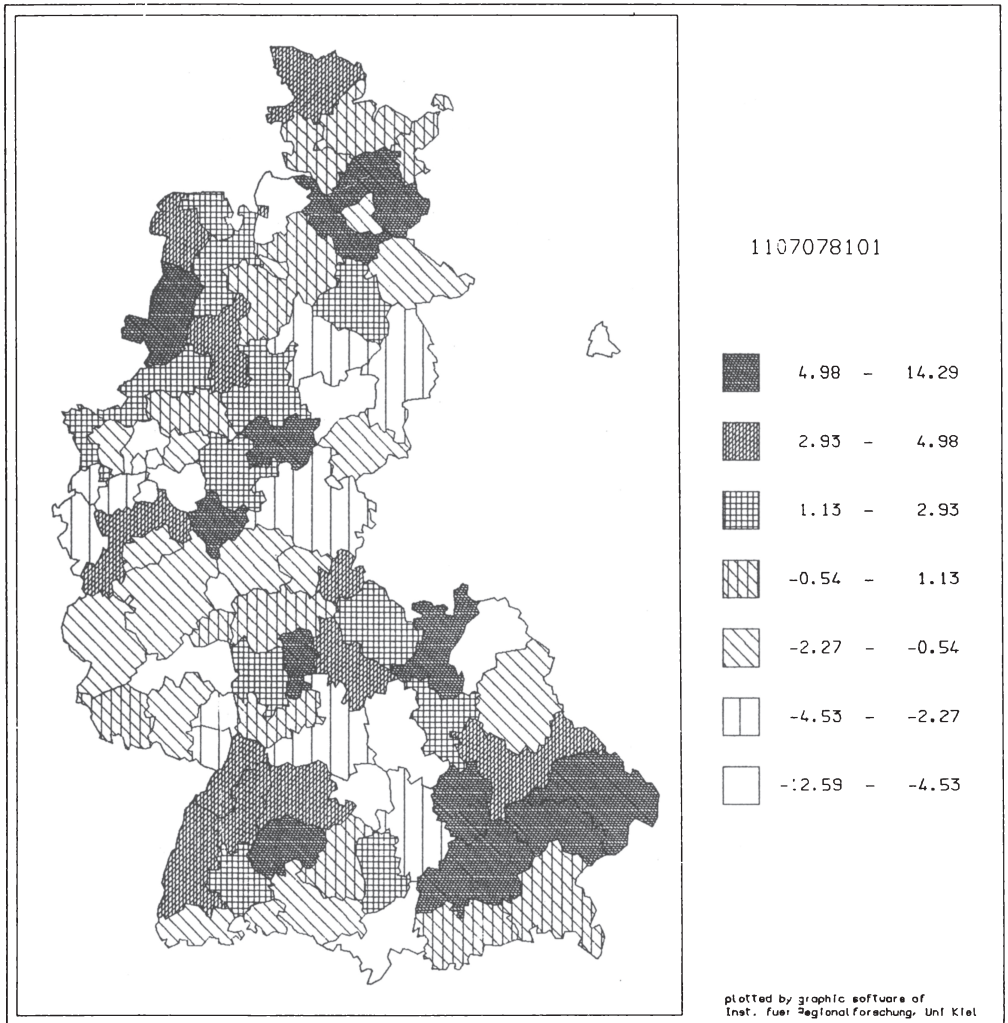 1107078101
4.98 - 14.29
2.93 - 4.98
1.13 - 2.93
-0.54 - 1.13
-2.27 - -0.54
-4.53 - -2.27
-12.59 - -4.53
plotted by graphic software of
Inst. fuer Regionalforschung, Uni Kiel